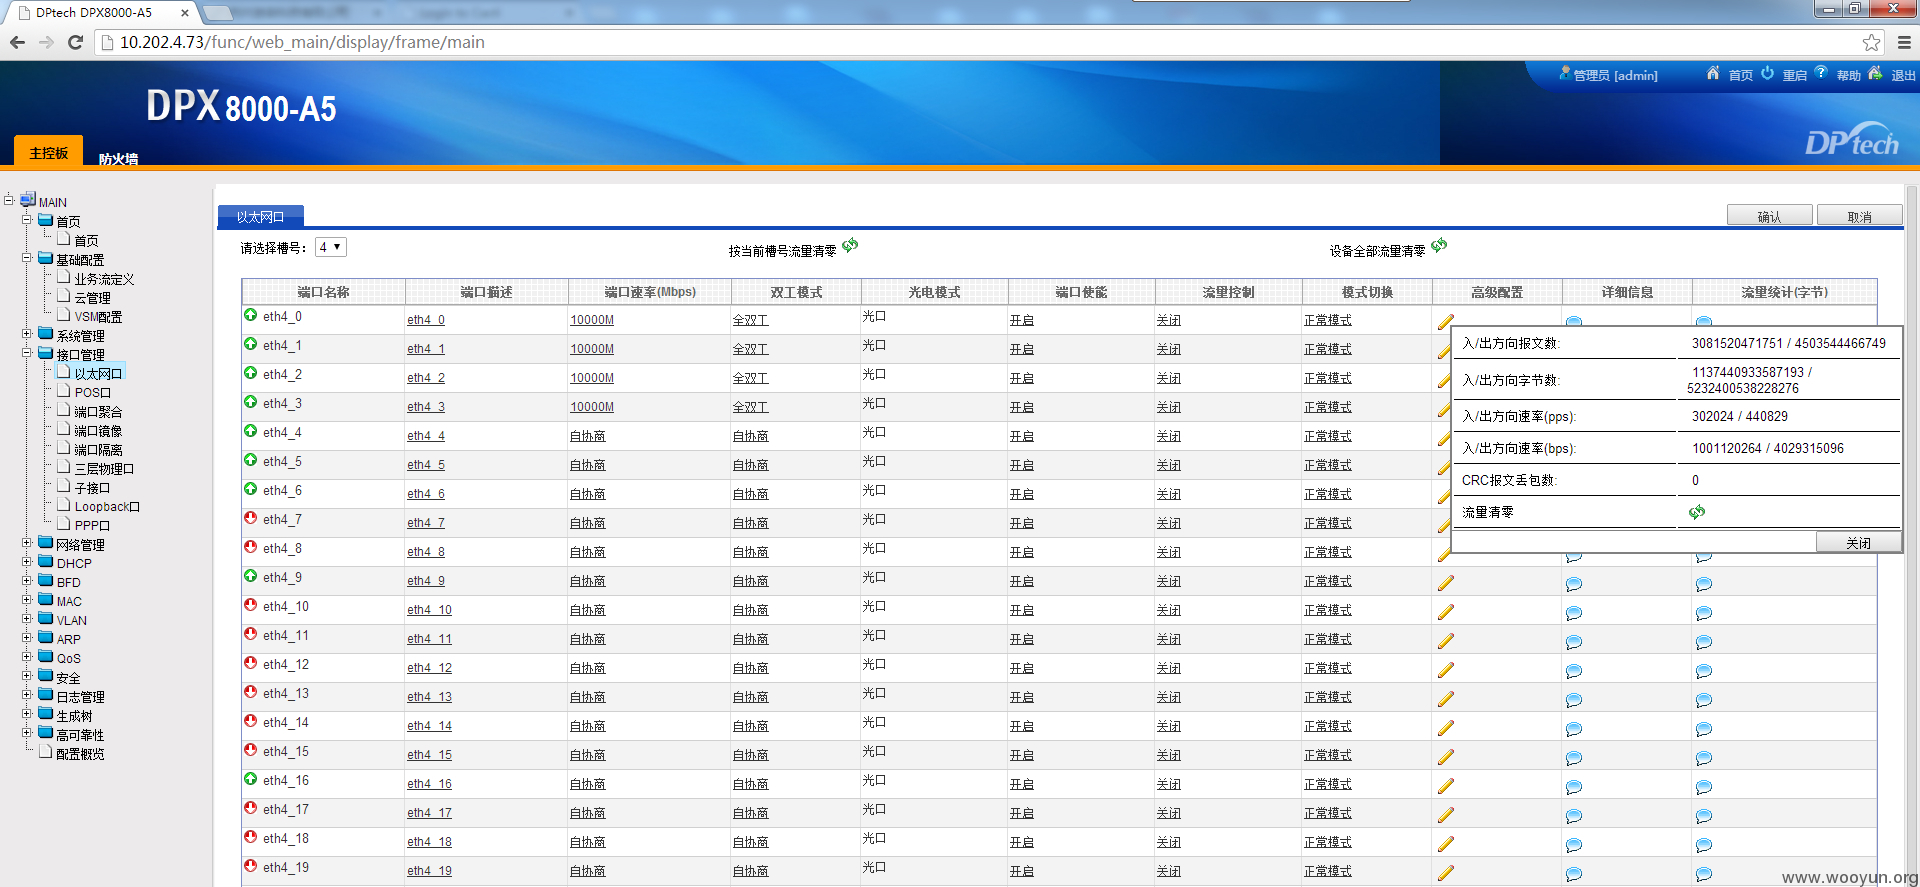 DPtech DPX8000-A5
10.202.4.73/func/web_main/display/frame/main
管理员 [admin] 首页 重启 帮助 退出
DPX 8000-A5
DPtech
主控板 防火墙
MAIN
首页
首页
基础配置
业务流定义
云管理
VSM配置
系统管理
接口管理
以太网口
POS口
端口聚合
端口镜像
端口隔离
三层物理口
子接口
Loopback口
PPP口
网络管理
DHCP
BFD
MAC
VLAN
ARP
QoS
安全
日志管理
生成树
高可靠性
配置概览
以太网口 确认 取消
请选择槽号: 4 按当前槽号流量清零 设备全部流量清零
端口名称 端口描述 端口速率(Mbps) 双工模式 光电模式 端口使能 流量控制 模式切换 高级配置 详细信息 流量统计(字节)
eth4_0 eth4_0 10000M 全双工 光口 开启 关闭 正常模式
eth4_1 eth4_1 10000M 全双工 光口 开启 关闭 正常模式
eth4_2 eth4_2 10000M 全双工 光口 开启 关闭 正常模式
eth4_3 eth4_3 10000M 全双工 光口 开启 关闭 正常模式
eth4_4 eth4_4 自协商 自协商 光口 开启 关闭 正常模式
eth4_5 eth4_5 自协商 自协商 光口 开启 关闭 正常模式
eth4_6 eth4_6 自协商 自协商 光口 开启 关闭 正常模式
eth4_7 eth4_7 自协商 自协商 光口 开启 关闭 正常模式
eth4_8 eth4_8 自协商 自协商 光口 开启 关闭 正常模式
eth4_9 eth4_9 自协商 自协商 光口 开启 关闭 正常模式
eth4_10 eth4_10 自协商 自协商 光口 开启 关闭 正常模式
eth4_11 eth4_11 自协商 自协商 光口 开启 关闭 正常模式
eth4_12 eth4_12 自协商 自协商 光口 开启 关闭 正常模式
eth4_13 eth4_13 自协商 自协商 光口 开启 关闭 正常模式
eth4_14 eth4_14 自协商 自协商 光口 开启 关闭 正常模式
eth4_15 eth4_15 自协商 自协商 光口 开启 关闭 正常模式
eth4_16 eth4_16 自协商 自协商 光口 开启 关闭 正常模式
eth4_17 eth4_17 自协商 自协商 光口 开启 关闭 正常模式
eth4_18 eth4_18 自协商 自协商 光口 开启 关闭 正常模式
eth4_19 eth4_19 自协商 自协商 光口 开启 关闭 正常模式
入/出方向报文数: 3081520471751 / 4503544466749
入/出方向字节数: 1137440933587193 /
5232400538228276
入/出方向速率(pps): 302024 / 440829
入/出方向速率(bps): 1001120264 / 4029315096
CRC报文丢包数: 0
流量清零
关闭
www.wooyun.org